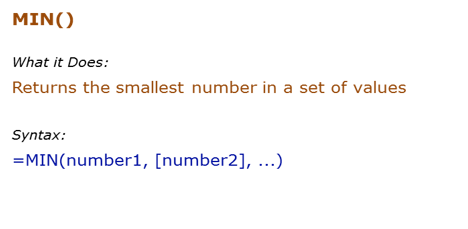 MIN()
What it Does:
Returns the smallest number in a set of values
Syntax:
=MIN(number1, [number2], ...)